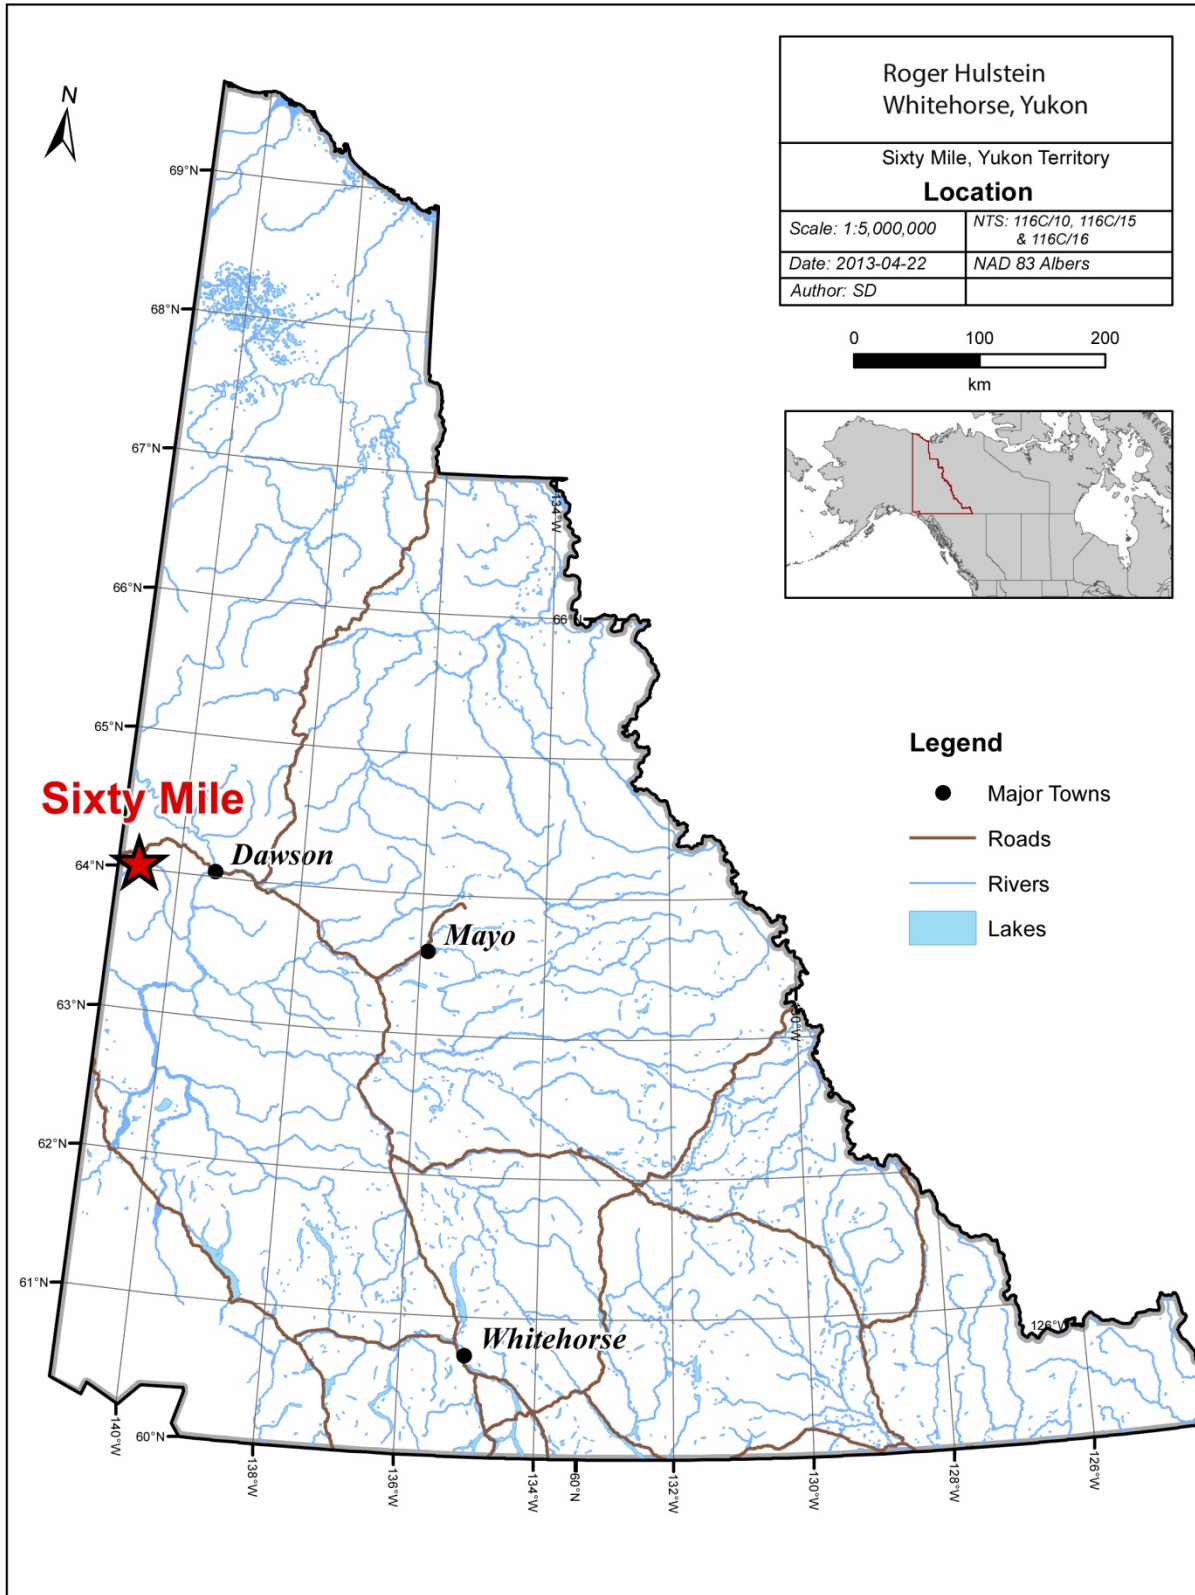 Roger Hulstein
Whitehorse, Yukon
Sixty Mile, Yukon Territory
Location
Scale: 1:5,000,000
NTS: 116C/10, 116C/15
& 116C/16
Date: 2013-04-22
NAD 83 Albers
Author: SD
N
0 100 200
km
69°N
68°N
67°N
134°W
66°N
66°N
65°N
Legend
Major Towns
Roads
Rivers
Lakes
Sixty Mile
64°N
Dawson
Mayo
63°N
130°W
62°N
61°N
126°W
Whitehorse
60°N
140°W
138°W
136°W
134°W
60°N
132°W
130°W
128°W
126°W